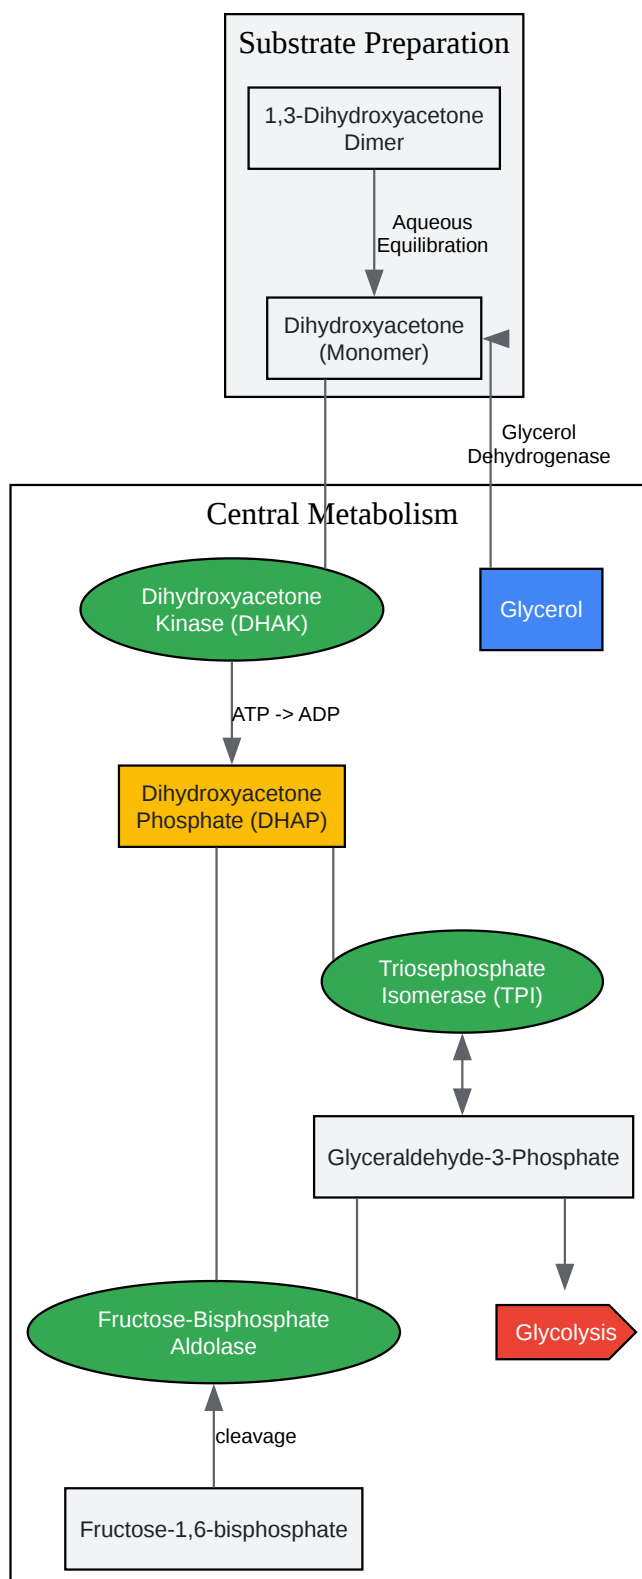 Substrate Preparation
1,3-Dihydroxyacetone
Dimer
Aqueous
Equilibration
Dihydroxyacetone
(Monomer)
Glycerol
Dehydrogenase
Central Metabolism
Dihydroxyacetone
Kinase (DHAK)
Glycerol
ATP -> ADP
Dihydroxyacetone
Phosphate (DHAP)
Triosephosphate
Isomerase (TPI)
Glyceraldehyde-3-Phosphate
Fructose-Bisphosphate
Aldolase
Glycolysis
cleavage
Fructose-1,6-bisphosphate